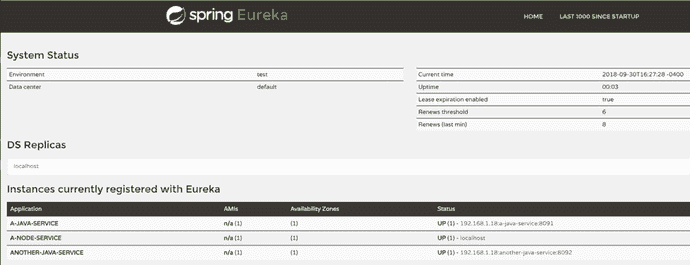 spring Eureka HOME LAST 1000 SINCE STARTUP
System Status
Environment test Current time 2018-09-30T16:27:28 -0400
Data center default Uptime 00:03
Lease expiration enabled true
Renews threshold 6
Renews (last min) 8
DS Replicas
localhost
Instances currently registered with Eureka
Application AMIs Availability Zones Status
A-JAVA-SERVICE n/a (1) (1) UP (1) - 192.168.1.18:a-java-service:8091
A-NODE-SERVICE n/a (1) (1) UP (1) - localhost
ANOTHER-JAVA-SERVICE n/a (1) (1) UP (1) - 192.168.1.18:another-java-service:8092